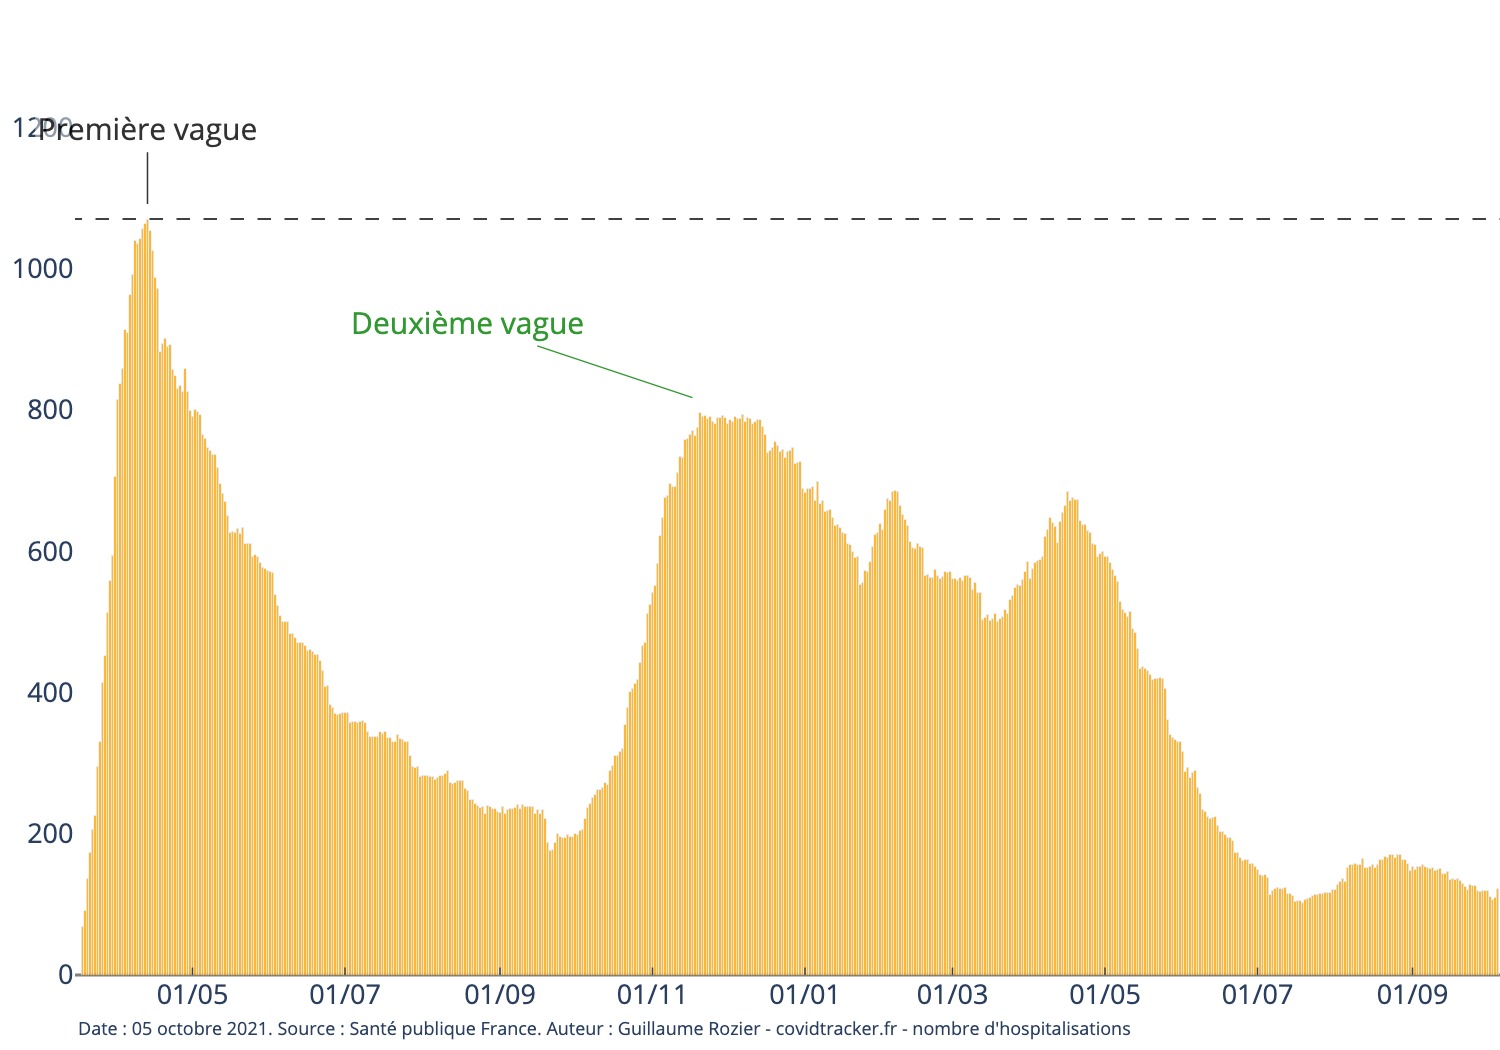 1200
Première vague
1000
Deuxième vague
800
600
400
200
0
01/05 01/07 01/09 01/11 01/01 01/03 01/05 01/07 01/09
Date : 05 octobre 2021. Source : Santé publique France. Auteur : Guillaume Rozier - covidtracker.fr - nombre d'hospitalisations